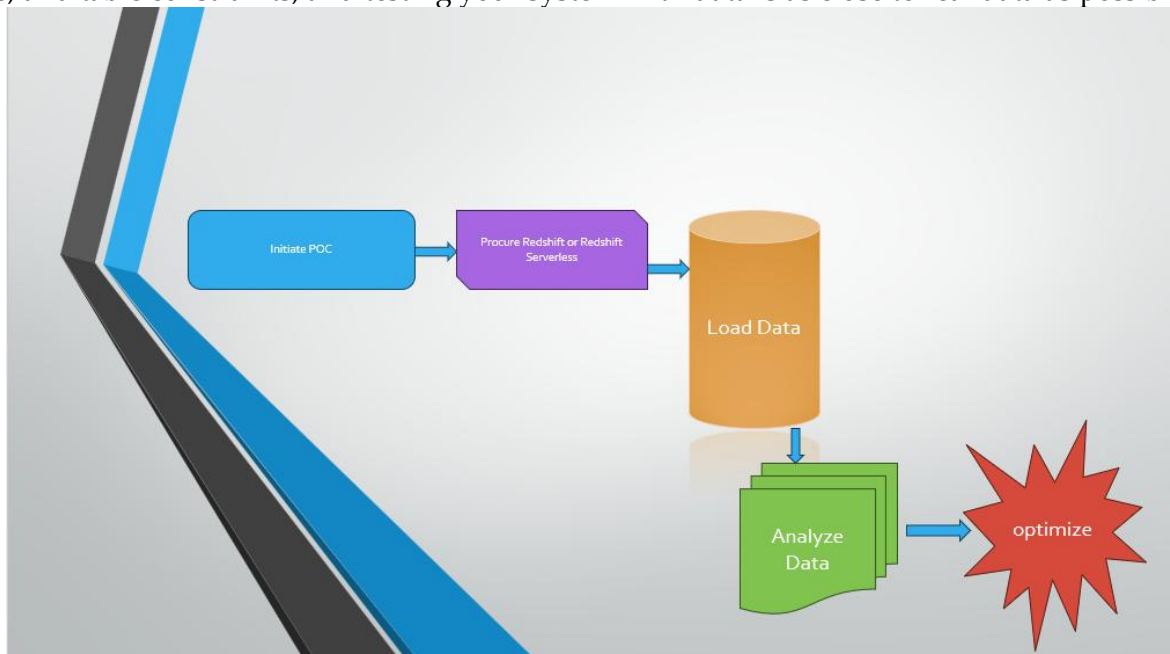 Initiate POC
Procure Redshift or Redshift
Serverless
Load Data
Analyze
Data
optimize